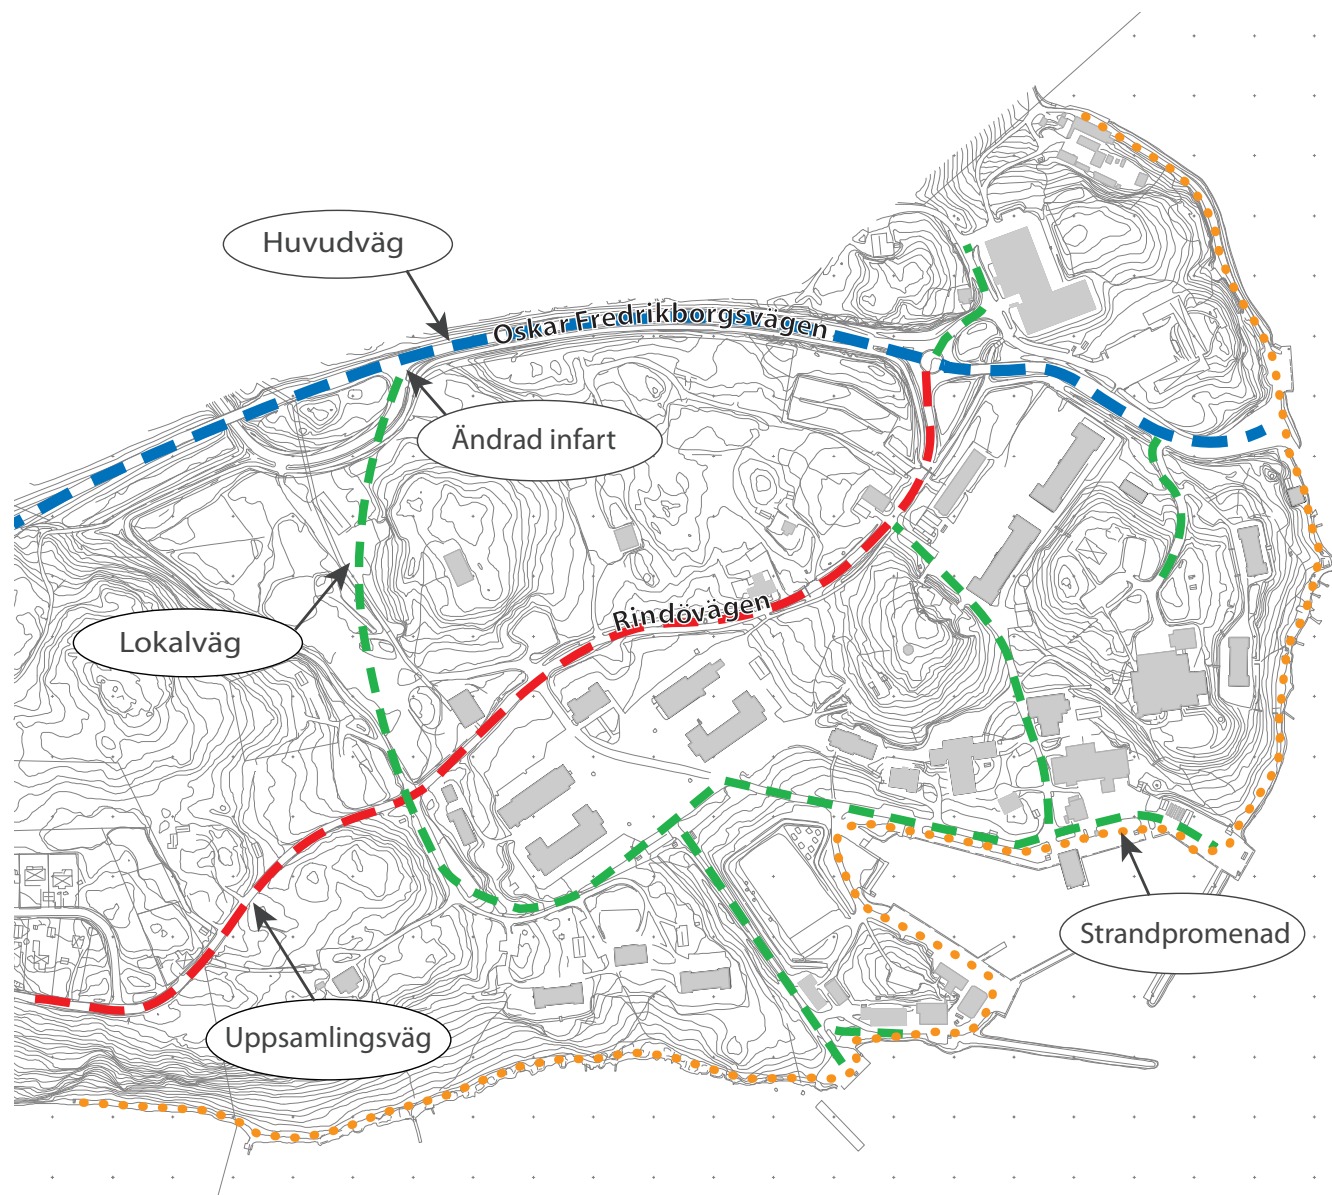 Huvudväg
Oskar Fredrikborgsvägen
Ändrad infart
Rindövägen
Lokalväg
Strandpromenad
Uppsamlingsväg